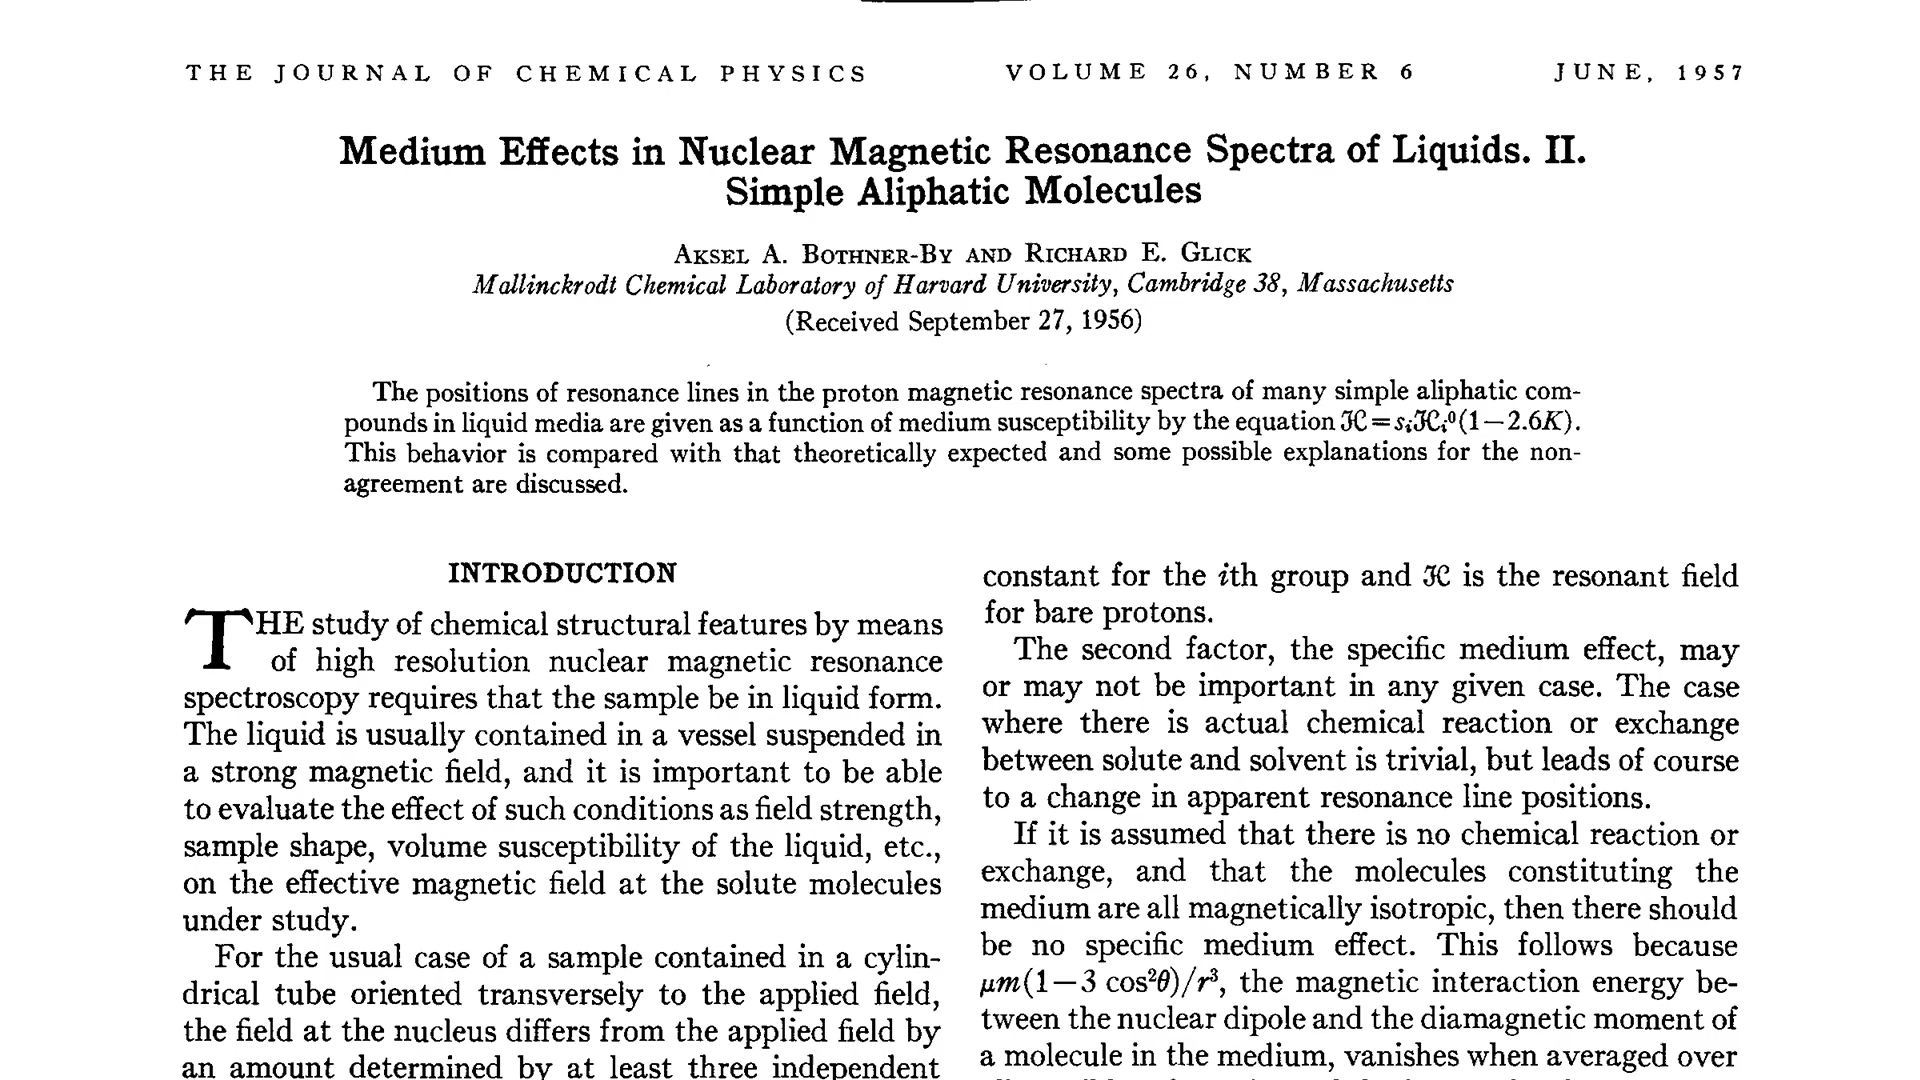 THE JOURNAL OF CHEMICAL PHYSICS VOLUME 26, NUMBER 6 JUNE, 1957
Medium Effects in Nuclear Magnetic Resonance Spectra of Liquids. II.
Simple Aliphatic Molecules
AKSEL A. BOTHNER-BY AND RICHARD E. GLICK
Mallinckrodt Chemical Laboratory of Harvard University, Cambridge 38, Massachusetts
(Received September 27, 1956)
The positions of resonance lines in the proton magnetic resonance spectra of many simple aliphatic com-
pounds in liquid media are given as a function of medium susceptibility by the equation ℋ=sᵢℋᵢ⁰(1−2.6K).
This behavior is compared with that theoretically expected and some possible explanations for the non-
agreement are discussed.
INTRODUCTION
THE study of chemical structural features by means
of high resolution nuclear magnetic resonance
spectroscopy requires that the sample be in liquid form.
The liquid is usually contained in a vessel suspended in
a strong magnetic field, and it is important to be able
to evaluate the effect of such conditions as field strength,
sample shape, volume susceptibility of the liquid, etc.,
on the effective magnetic field at the solute molecules
under study.
For the usual case of a sample contained in a cylin-
drical tube oriented transversely to the applied field,
the field at the nucleus differs from the applied field by
an amount determined by at least three independent
constant for the ith group and ℋ is the resonant field
for bare protons.
The second factor, the specific medium effect, may
or may not be important in any given case. The case
where there is actual chemical reaction or exchange
between solute and solvent is trivial, but leads of course
to a change in apparent resonance line positions.
If it is assumed that there is no chemical reaction or
exchange, and that the molecules constituting the
medium are all magnetically isotropic, then there should
be no specific medium effect. This follows because
μm(1−3 cos²θ)/r³, the magnetic interaction energy be-
tween the nuclear dipole and the diamagnetic moment of
a molecule in the medium, vanishes when averaged over